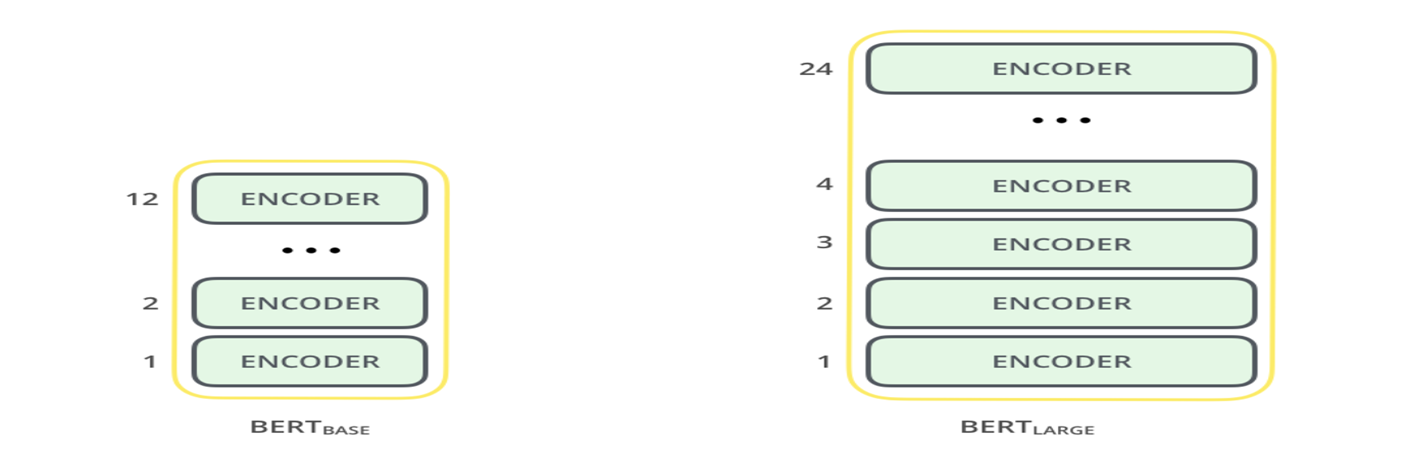 12 ENCODER
...
2 ENCODER
1 ENCODER
BERTBASE
24 ENCODER
...
4 ENCODER
3 ENCODER
2 ENCODER
1 ENCODER
BERTLARGE